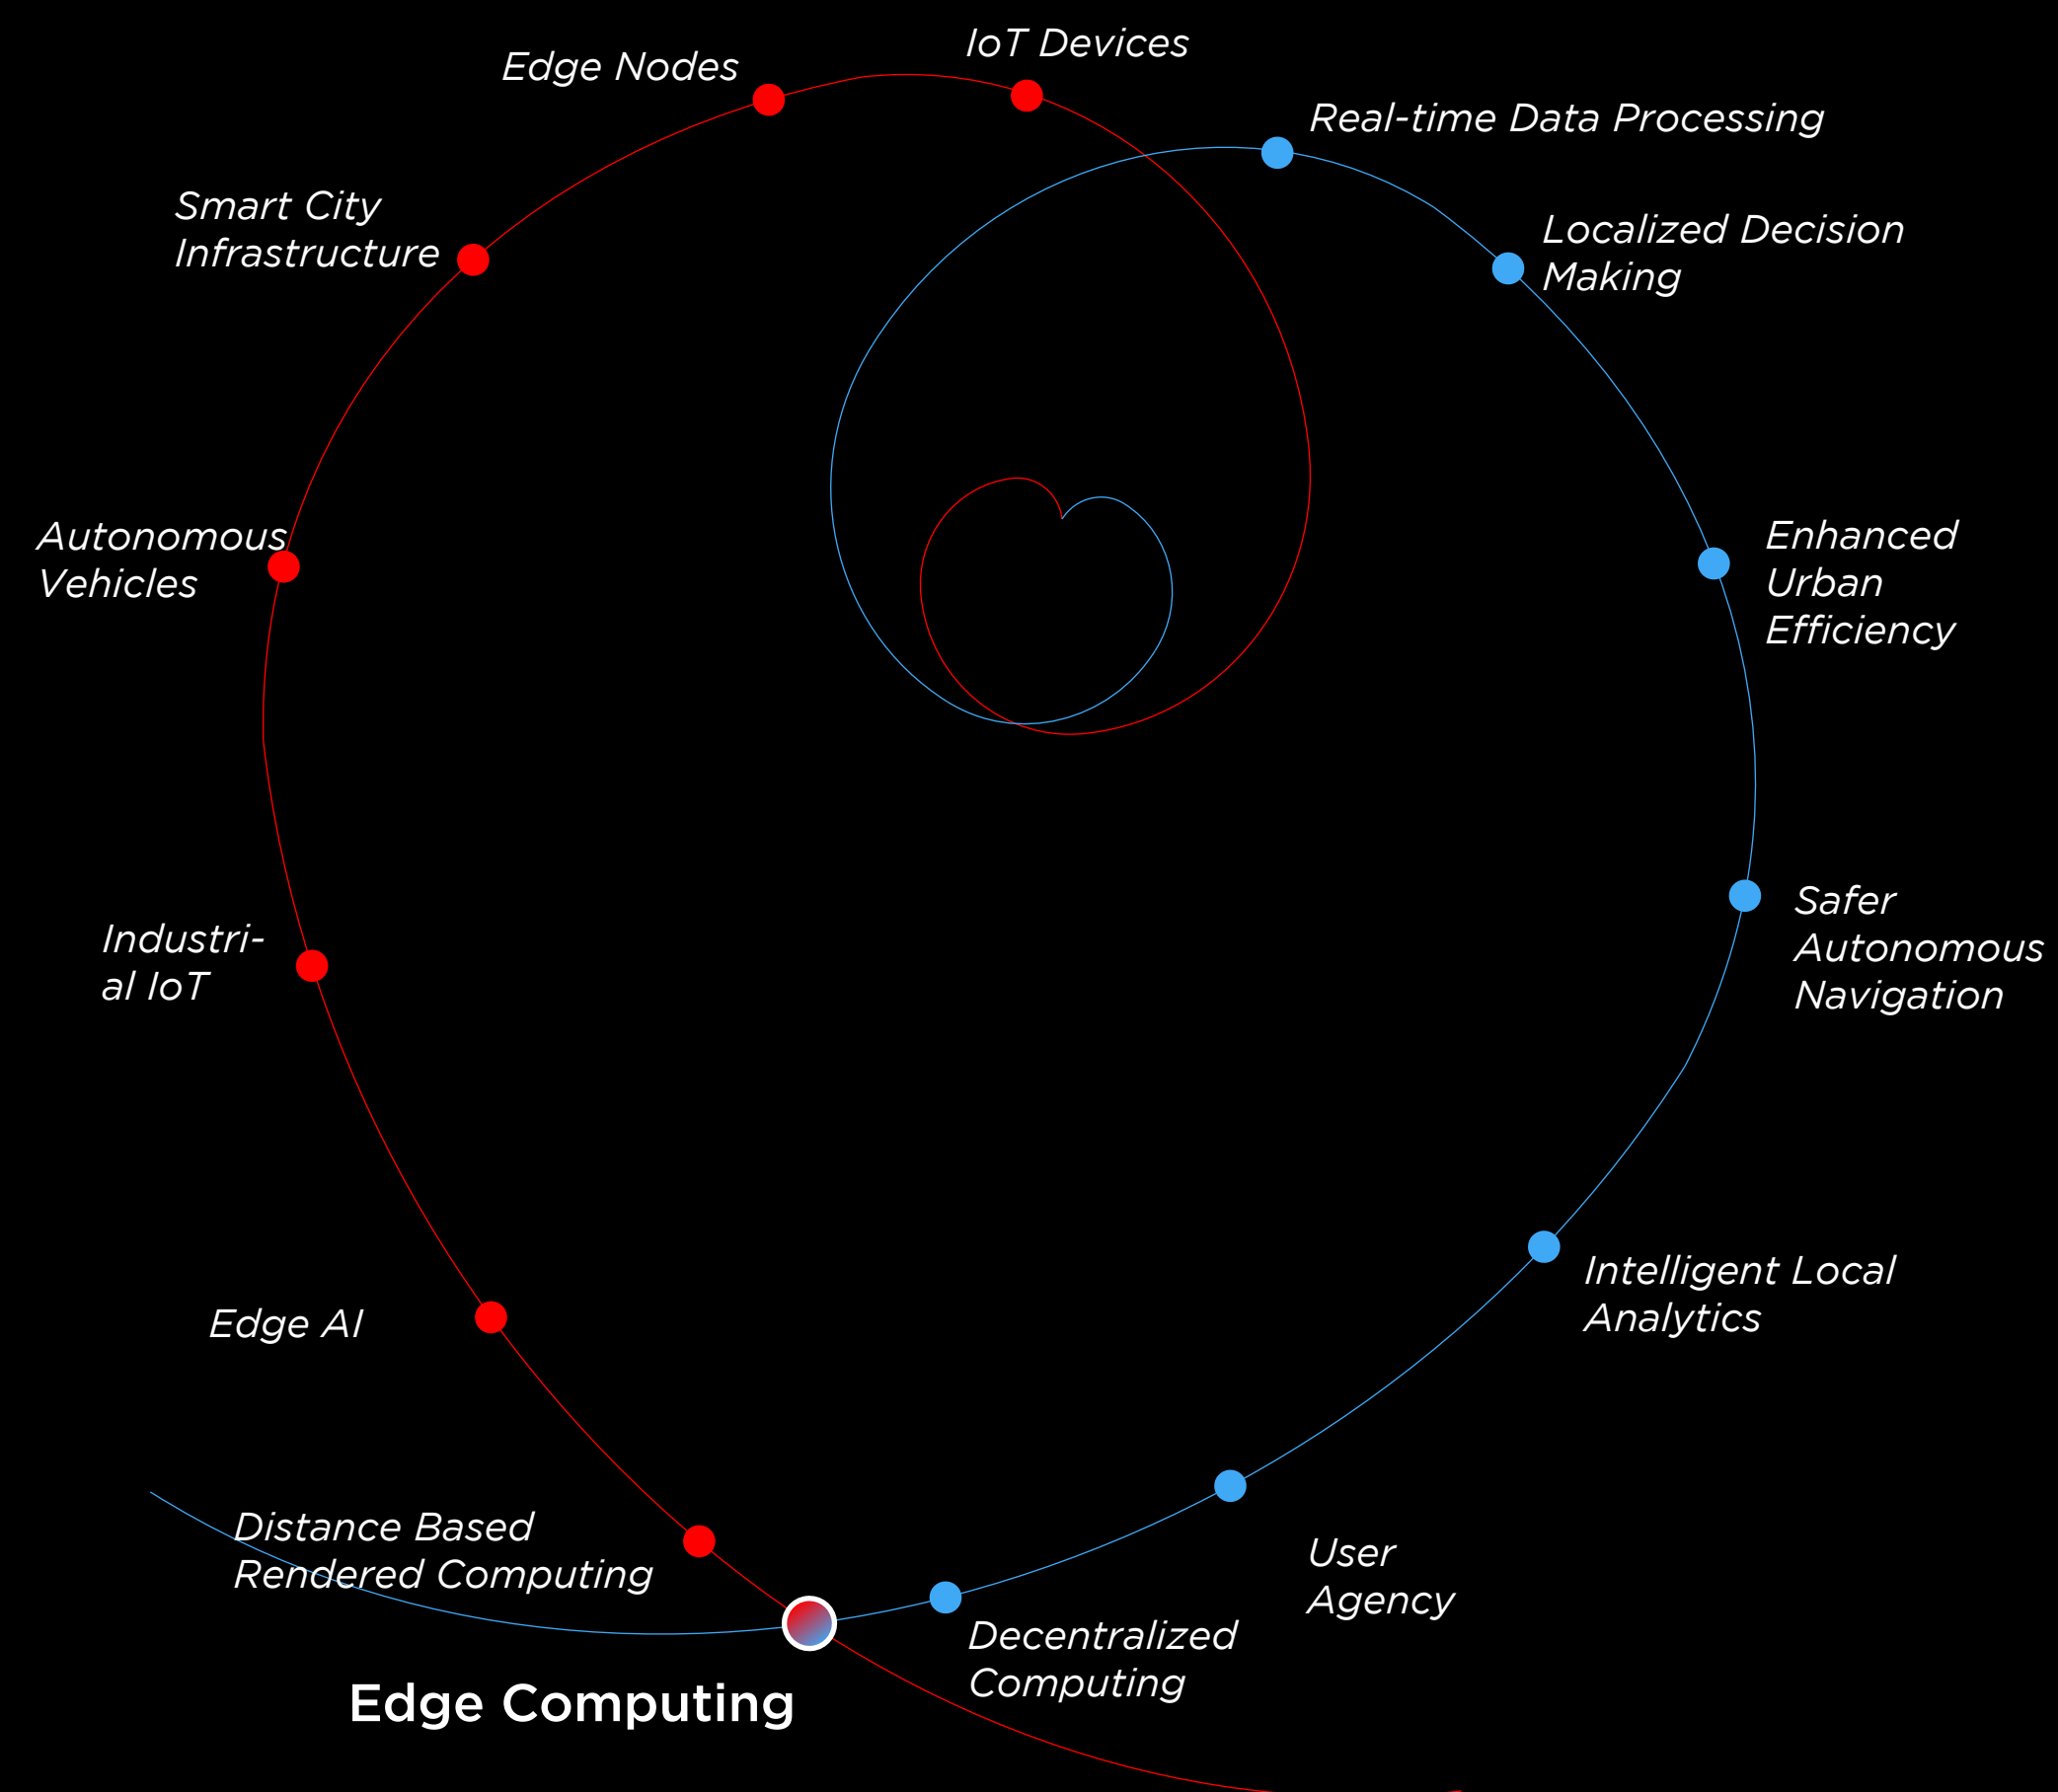 IoT Devices
Edge Nodes
Real-time Data Processing
Smart City
Infrastructure
Localized Decision
Making
Autonomous
Vehicles
Enhanced
Urban
Efficiency
Industri-
al IoT
Safer
Autonomous
Navigation
Edge AI
Intelligent Local
Analytics
Distance Based
Rendered Computing
User
Agency
Decentralized
Computing
Edge Computing